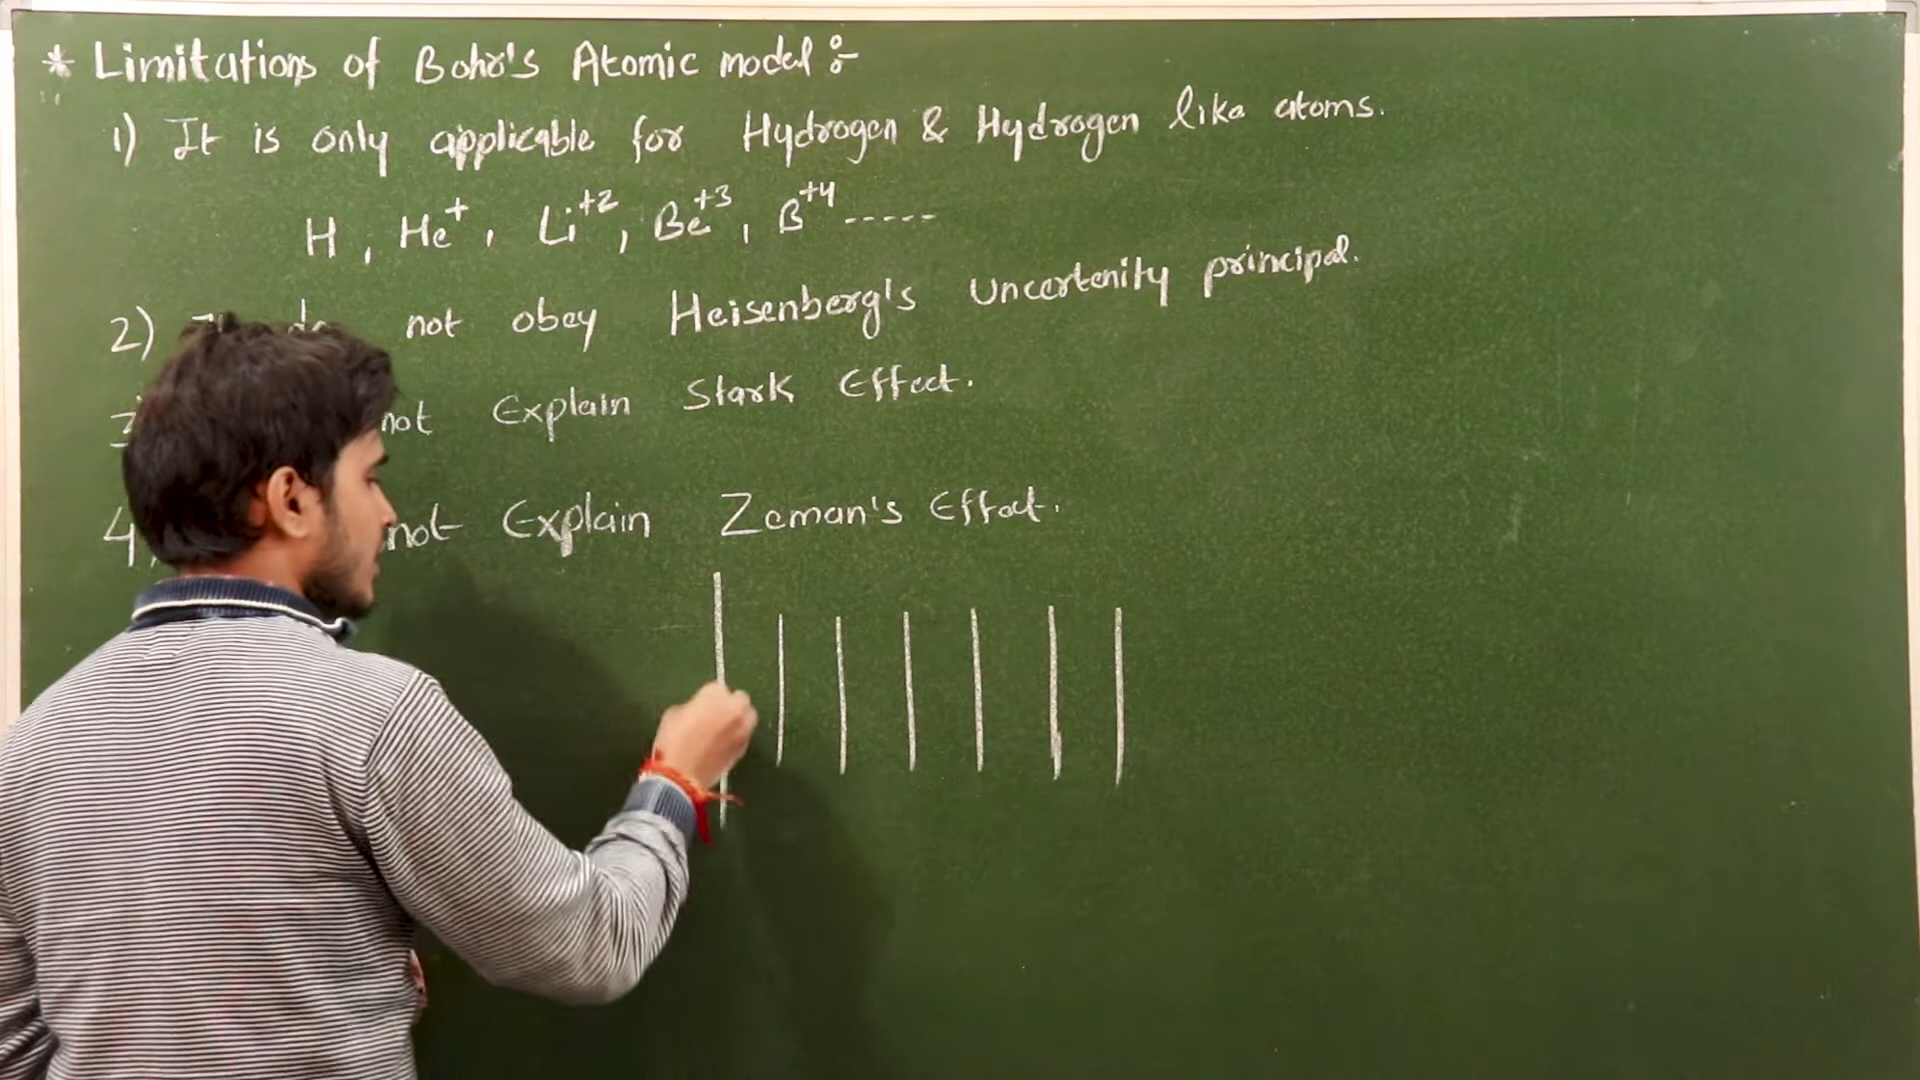 * Limitations of Bohr's Atomic model :-
1) It is only applicable for Hydrogen & Hydrogen like atoms.
H, He⁺, Li⁺², Be⁺³, B⁺⁴ -----
2) not obey Heisenberg's Uncertenity principal.
3 not Explain Stark Effect.
4 not Explain Zeman's Effect.